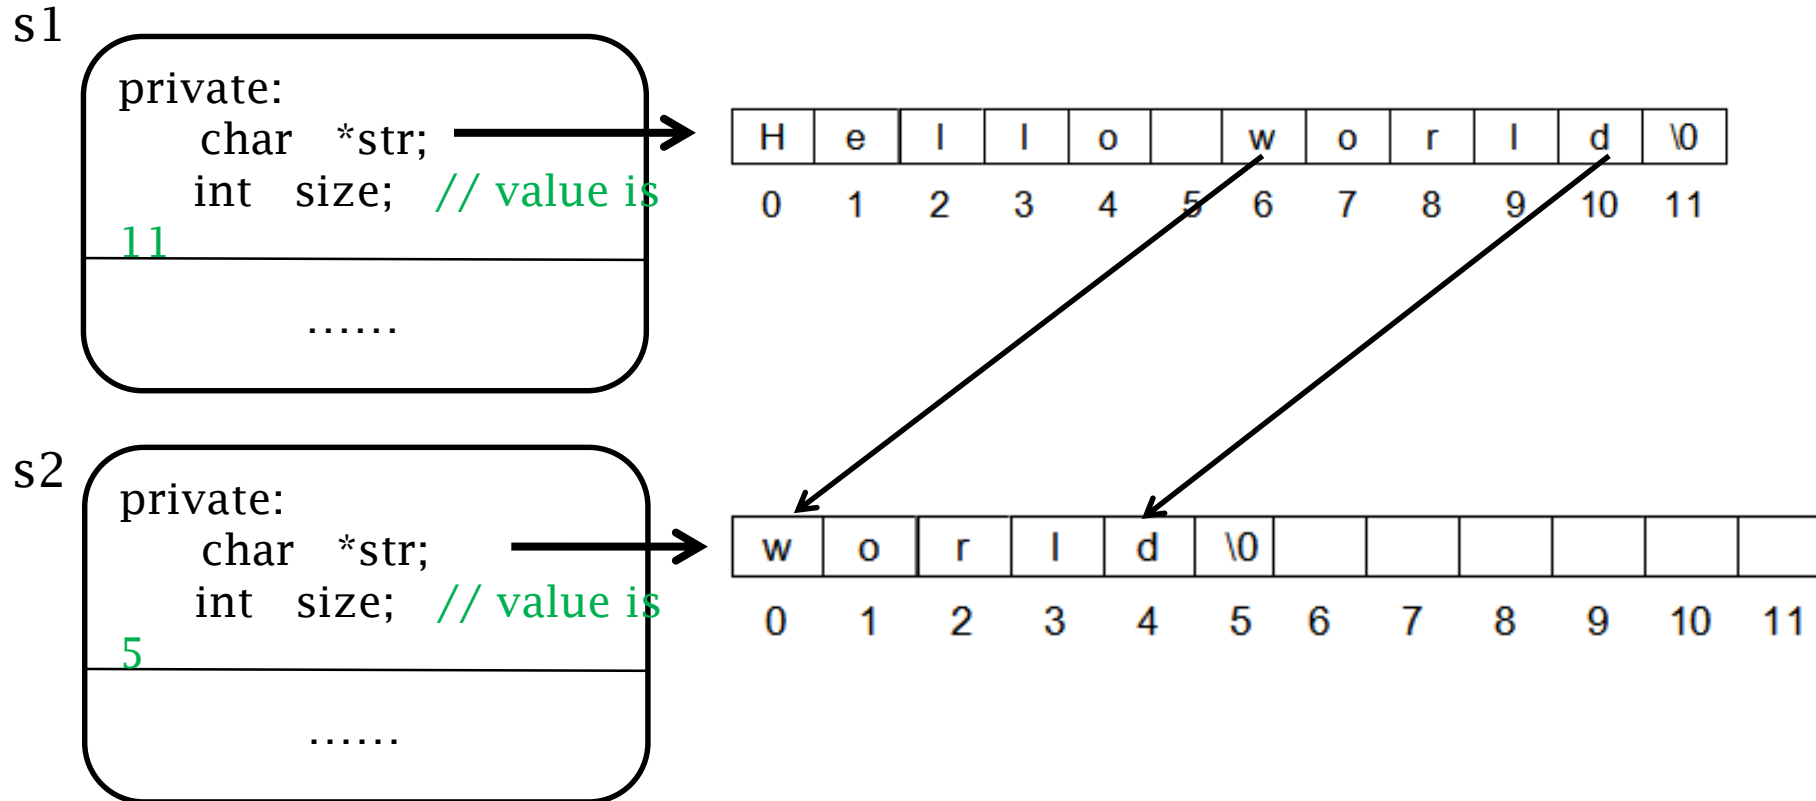 s1
private:
char *str;
int size; // value is
11
......
H e l l o w o r l d \0
0 1 2 3 4 5 6 7 8 9 10 11
s2
private:
char *str;
int size; // value is
5
......
w o r l d \0
0 1 2 3 4 5 6 7 8 9 10 11